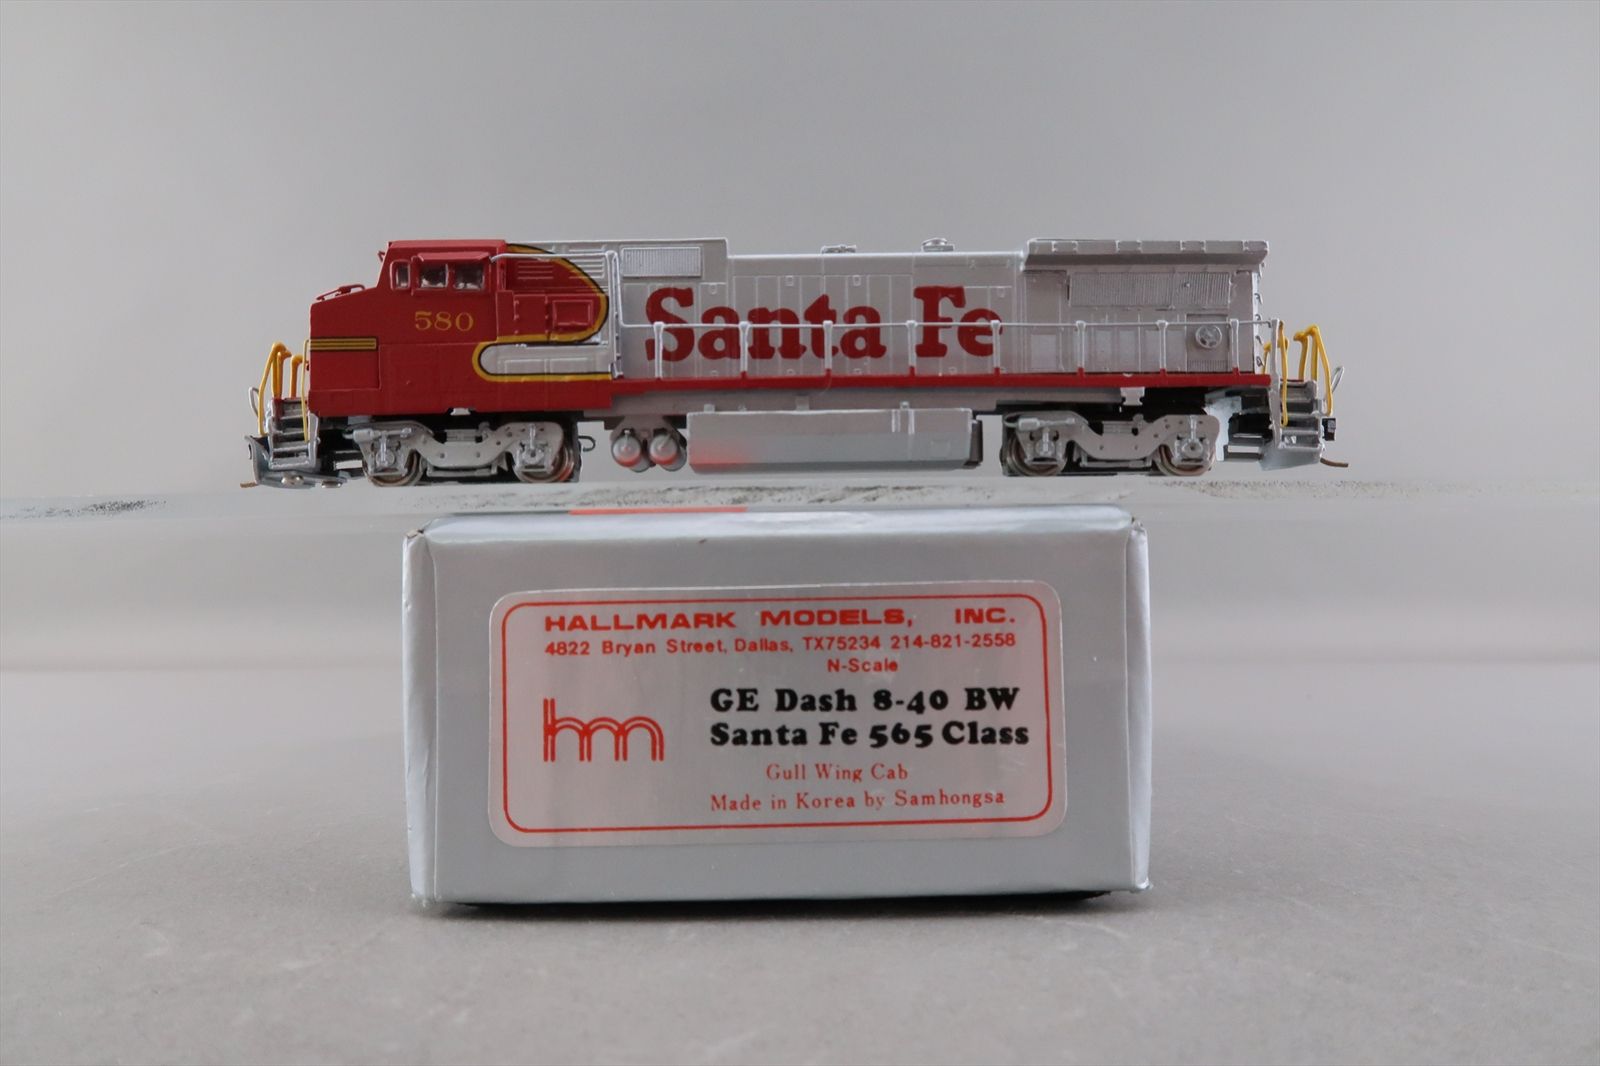 580
Santa Fe
HALLMARK MODELS, INC.
4822 Bryan Street, Dallas, TX75234 214-821-2558
N-Scale
hm
GE Dash 8-40 BW
Santa Fe 565 Class
Gull Wing Cab
Made in Korea by Samhongsa